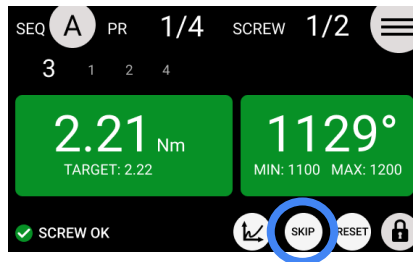 SEQ A PR 1/4 SCREW 1/2
3 1 2 4
2.21 Nm 1129°
TARGET: 2.22 MIN: 1100 MAX: 1200
SCREW OK SKIP RESET